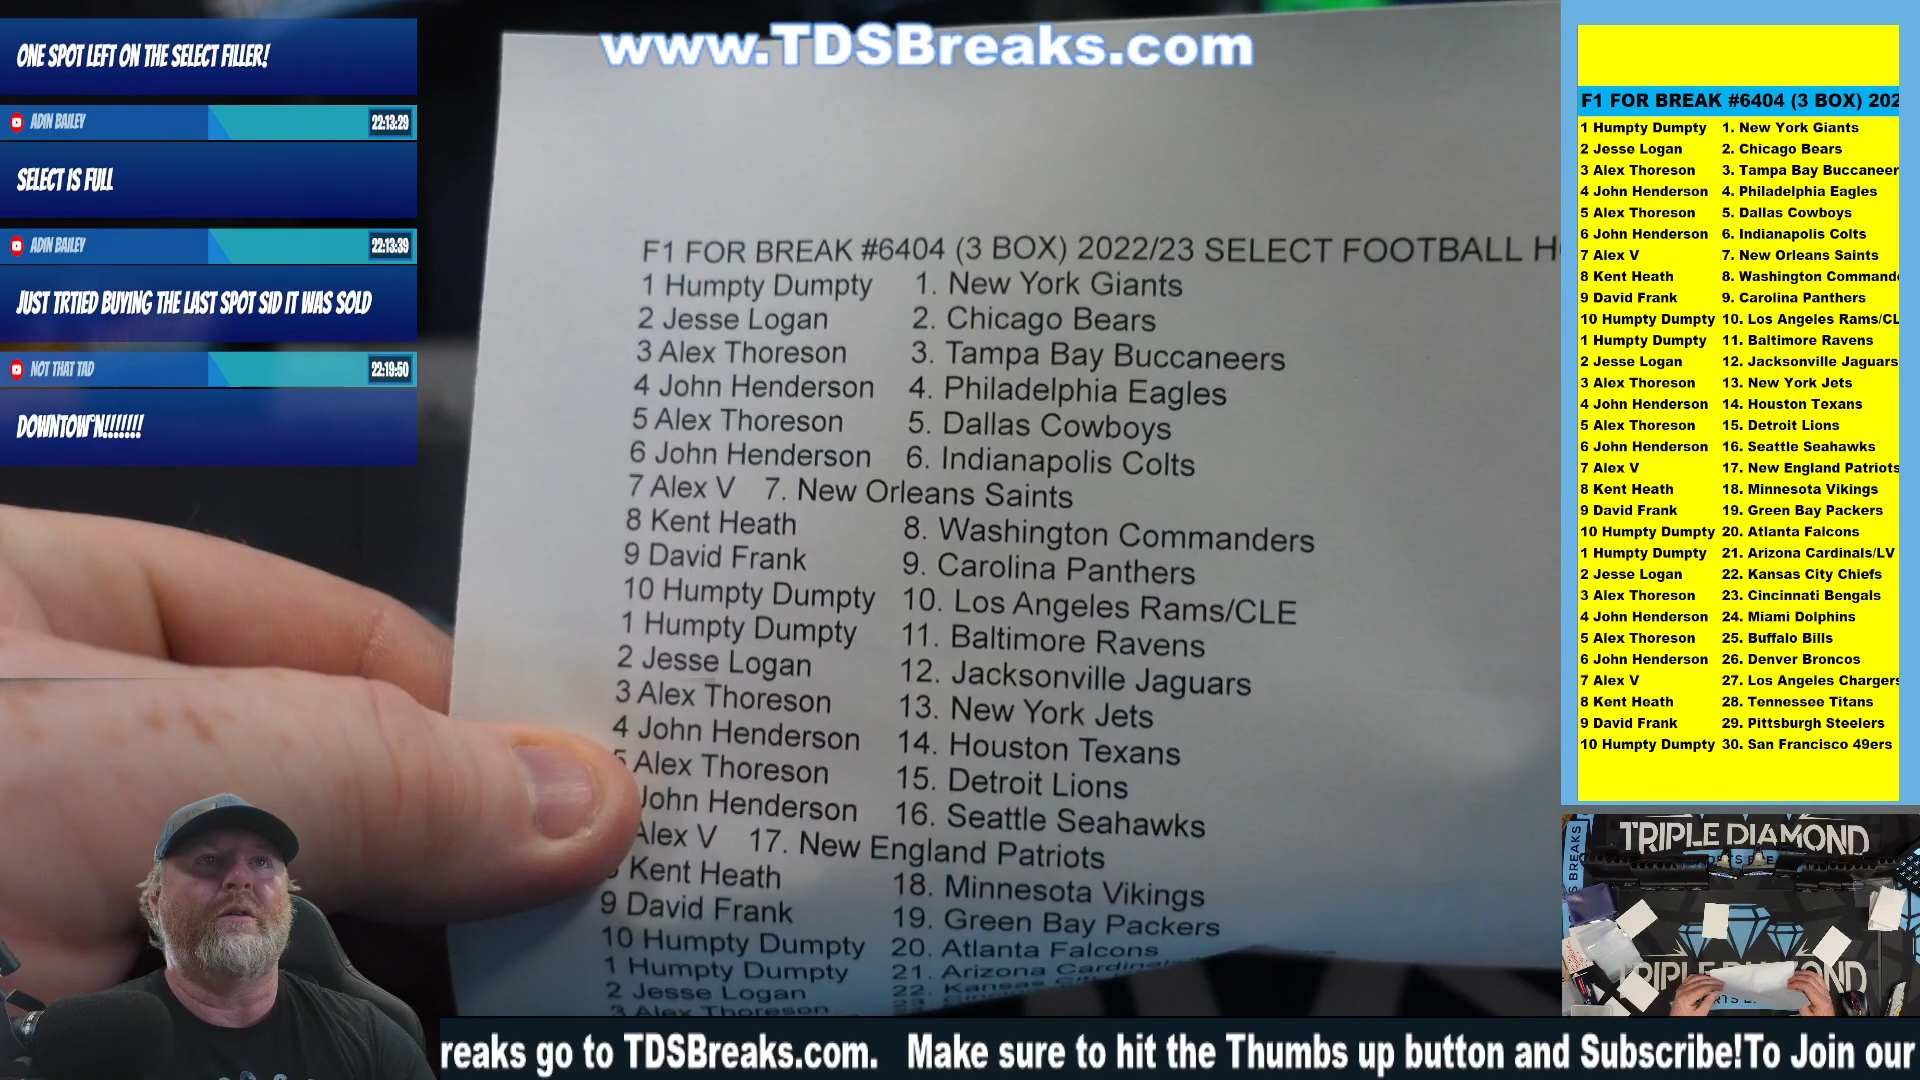 ONE SPOT LEFT ON THE SELECT FILLER!
ADIN BAILEY 22:13:29
SELECT IS FULL
ADIN BAILEY 22:13:39
JUST TRTIED BUYING THE LAST SPOT SID IT WAS SOLD
NOT THAT TAD 22:19:50
DOWNTOW'N!!!!!!!
www.TDSBreaks.com
F1 FOR BREAK #6404 (3 BOX) 2022/23 SELECT FOOTBALL H
1 Humpty Dumpty 1. New York Giants
2 Jesse Logan 2. Chicago Bears
3 Alex Thoreson 3. Tampa Bay Buccaneers
4 John Henderson 4. Philadelphia Eagles
5 Alex Thoreson 5. Dallas Cowboys
6 John Henderson 6. Indianapolis Colts
7 Alex V 7. New Orleans Saints
8 Kent Heath 8. Washington Commanders
9 David Frank 9. Carolina Panthers
10 Humpty Dumpty 10. Los Angeles Rams/CLE
1 Humpty Dumpty 11. Baltimore Ravens
2 Jesse Logan 12. Jacksonville Jaguars
3 Alex Thoreson 13. New York Jets
4 John Henderson 14. Houston Texans
5 Alex Thoreson 15. Detroit Lions
John Henderson 16. Seattle Seahawks
Alex V 17. New England Patriots
Kent Heath 18. Minnesota Vikings
9 David Frank 19. Green Bay Packers
10 Humpty Dumpty 20. Atlanta Falcons
1 Humpty Dumpty 21. Arizona Cardinals
2 Jesse Logan 22. Kansas Cit
3 Alex Thoreson 23.
F1 FOR BREAK #6404 (3 BOX) 202
1 Humpty Dumpty 1. New York Giants
2 Jesse Logan 2. Chicago Bears
3 Alex Thoreson 3. Tampa Bay Buccaneer
4 John Henderson 4. Philadelphia Eagles
5 Alex Thoreson 5. Dallas Cowboys
6 John Henderson 6. Indianapolis Colts
7 Alex V 7. New Orleans Saints
8 Kent Heath 8. Washington Command
9 David Frank 9. Carolina Panthers
10 Humpty Dumpty 10. Los Angeles Rams/CL
1 Humpty Dumpty 11. Baltimore Ravens
2 Jesse Logan 12. Jacksonville Jaguars
3 Alex Thoreson 13. New York Jets
4 John Henderson 14. Houston Texans
5 Alex Thoreson 15. Detroit Lions
6 John Henderson 16. Seattle Seahawks
7 Alex V 17. New England Patriots
8 Kent Heath 18. Minnesota Vikings
9 David Frank 19. Green Bay Packers
10 Humpty Dumpty 20. Atlanta Falcons
1 Humpty Dumpty 21. Arizona Cardinals/LV
2 Jesse Logan 22. Kansas City Chiefs
3 Alex Thoreson 23. Cincinnati Bengals
4 John Henderson 24. Miami Dolphins
5 Alex Thoreson 25. Buffalo Bills
6 John Henderson 26. Denver Broncos
7 Alex V 27. Los Angeles Chargers
8 Kent Heath 28. Tennessee Titans
9 David Frank 29. Pittsburgh Steelers
10 Humpty Dumpty 30. San Francisco 49ers
TRIPLE DIAMOND
BREAKS
TRIPLE DIAMOND
reaks go to TDSBreaks.com. Make sure to hit the Thumbs up button and Subscribe!To Join our